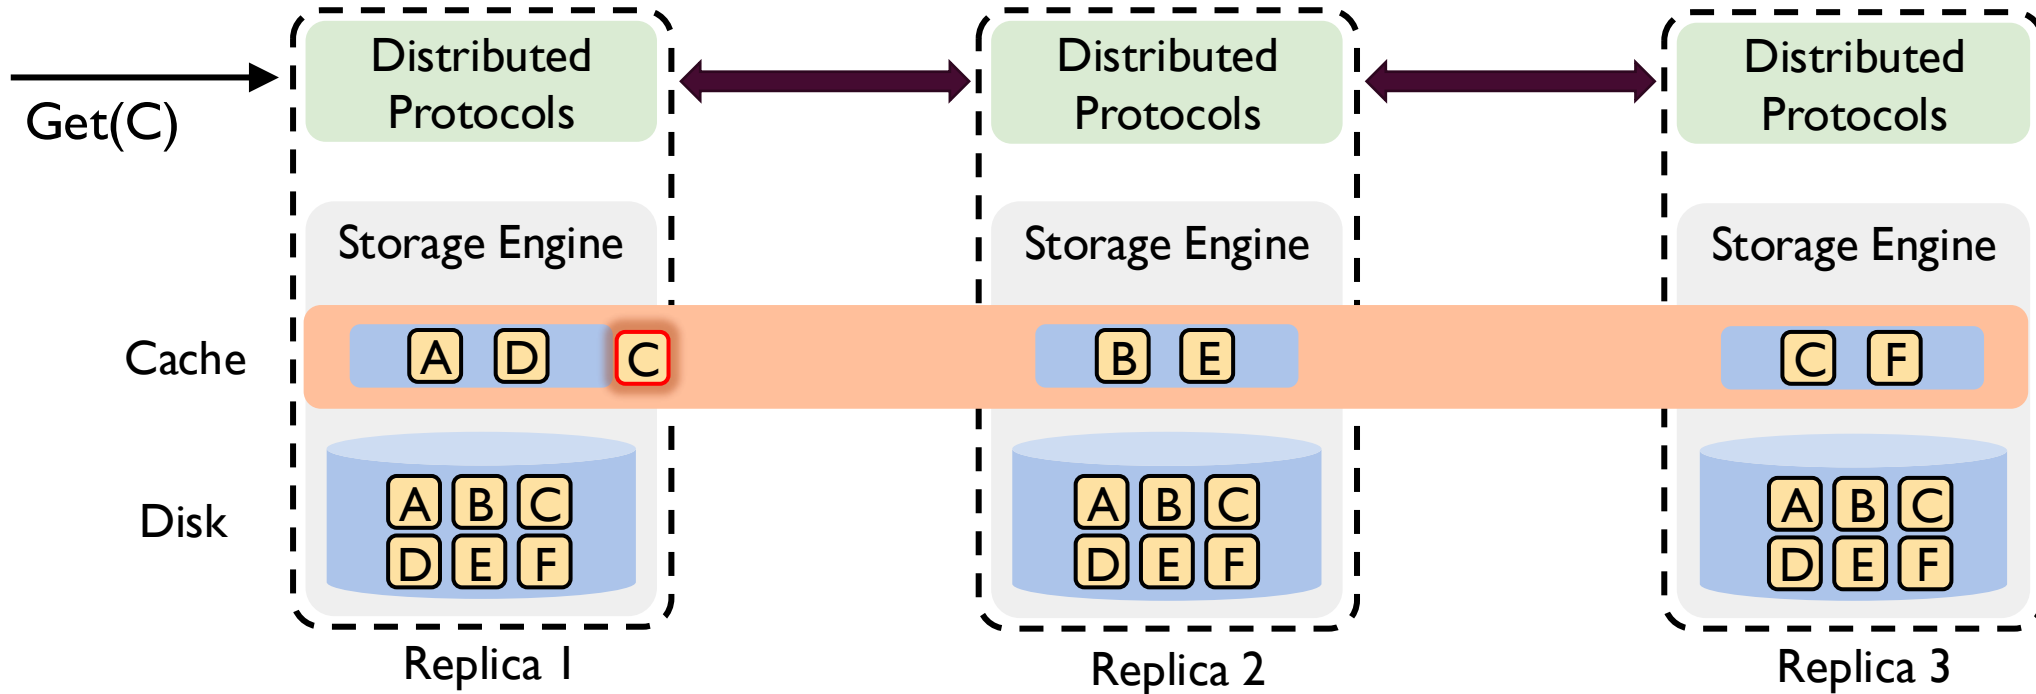 Distributed
Protocols
Distributed
Protocols
Distributed
Protocols
Get(C)
Storage Engine
Storage Engine
Storage Engine
Cache
A D C
B E
C F
Disk
A B C
D E F
A B C
D E F
A B C
D E F
Replica 1
Replica 2
Replica 3